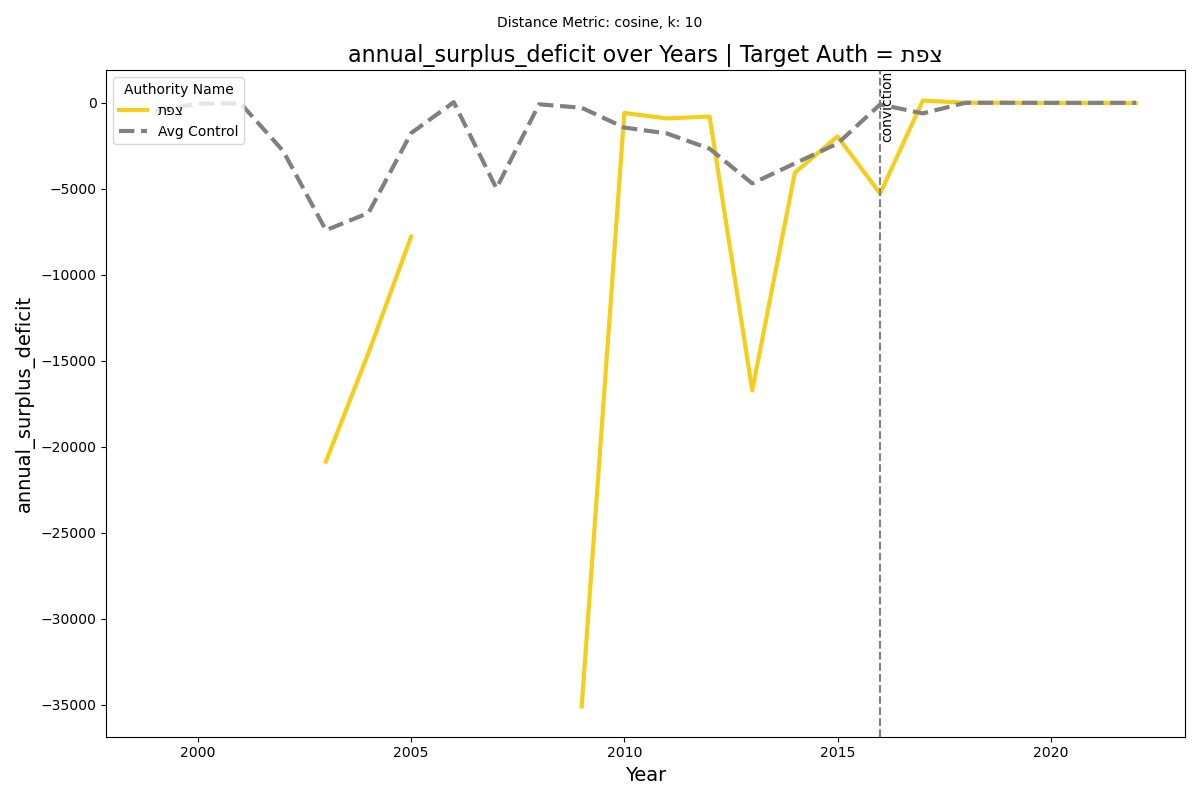 Distance Metric: cosine, k: 10
annual_surplus_deficit over Years | Target Auth = צפת
Authority Name
צפת
Avg Control
conviction
annual_surplus_deficit
0
−5000
−10000
−15000
−20000
−25000
−30000
−35000
2000 2005 2010 2015 2020
Year